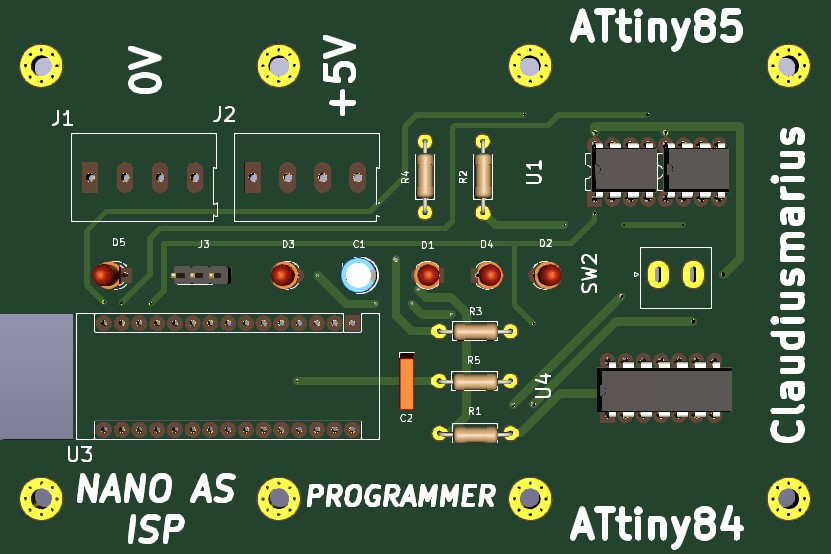 ATtiny85
0V
+5V
J1
J2
R4
R2
U1
Claudiusmarius
D5
J3
D3
C1
D1
D4
D2
SW2
R3
R5
C2
U4
R1
U3
NANO AS
ISP
PROGRAMMER
ATtiny84